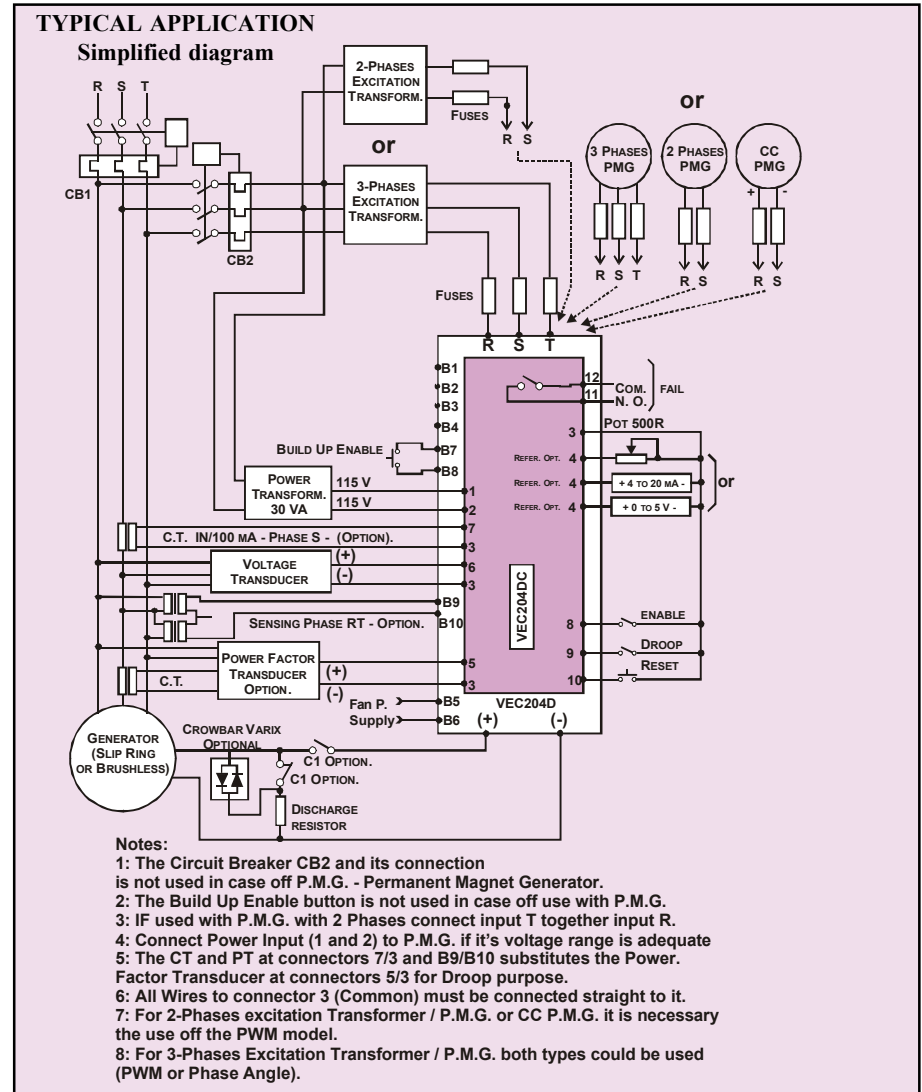 TYPICAL APPLICATION
Simplified diagram
R S T
CB1
CB2
2-PHASES
EXCITATION
TRANSFORM.
FUSES
R S
or
3-PHASES
EXCITATION
TRANSFORM.
or
3 PHASES
PMG
2 PHASES
PMG
CC
PMG
+ -
R S T
R S
R S
FUSES
R S T
B1
B2
B3
B4
B7
B8
BUILD UP ENABLE
POWER
TRANSFORM.
30 VA
115 V
115 V
1
2
7
C.T. IN/100 MA - PHASE S - (OPTION).
3
VOLTAGE
TRANSDUCER
(+)
(-)
6
3
B9
B10
SENSING PHASE RT - OPTION.
POWER FACTOR
TRANSDUCER
OPTION.
(+)
(-)
C.T.
5
3
Fan P.
Supply
B5
B6
VEC204DC
VEC204D
(+) (-)
12
11
COM.
N. O.
FAIL
3
POT 500R
REFER. OPT. 4
REFER. OPT. 4
+ 4 TO 20 MA -
REFER. OPT. 4
+ 0 TO 5 V -
or
8
ENABLE
9
DROOP
10
RESET
GENERATOR
(SLIP RING
OR BRUSHLESS)
CROWBAR VARIX
OPTIONAL
C1 OPTION.
C1 OPTION.
DISCHARGE
RESISTOR
Notes:
1: The Circuit Breaker CB2 and its connection
is not used in case off P.M.G. - Permanent Magnet Generator.
2: The Build Up Enable button is not used in case off use with P.M.G.
3: IF used with P.M.G. with 2 Phases connect input T together input R.
4: Connect Power Input (1 and 2) to P.M.G. if it's voltage range is adequate
5: The CT and PT at connectors 7/3 and B9/B10 substitutes the Power.
Factor Transducer at connectors 5/3 for Droop purpose.
6: All Wires to connector 3 (Common) must be connected straight to it.
7: For 2-Phases excitation Transformer / P.M.G. or CC P.M.G. it is necessary
the use off the PWM model.
8: For 3-Phases Excitation Transformer / P.M.G. both types could be used
(PWM or Phase Angle).